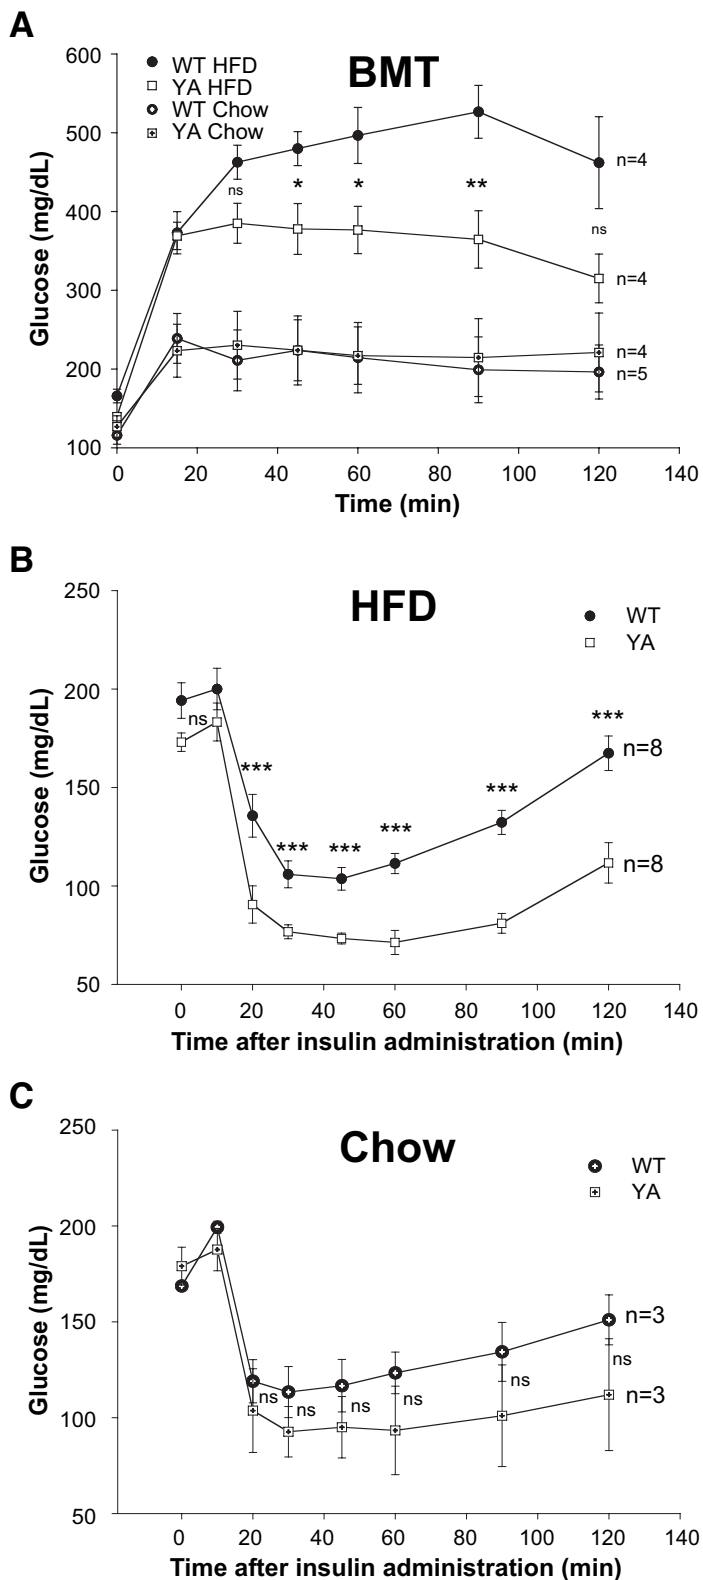 A
BMT
WT HFD
YA HFD
WT Chow
YA Chow
600
500
400
300
200
100
Glucose (mg/dL)
ns
*
*
**
ns
n=4
n=4
n=4
n=5
0
20
40
60
80
100
120
140
Time (min)
B
HFD
WT
YA
250
200
150
100
50
Glucose (mg/dL)
ns
***
***
***
***
***
***
n=8
n=8
0
20
40
60
80
100
120
140
Time after insulin administration (min)
C
Chow
WT
YA
250
200
150
100
50
Glucose (mg/dL)
ns
ns
ns
ns
ns
ns
n=3
n=3
0
20
40
60
80
100
120
140
Time after insulin administration (min)